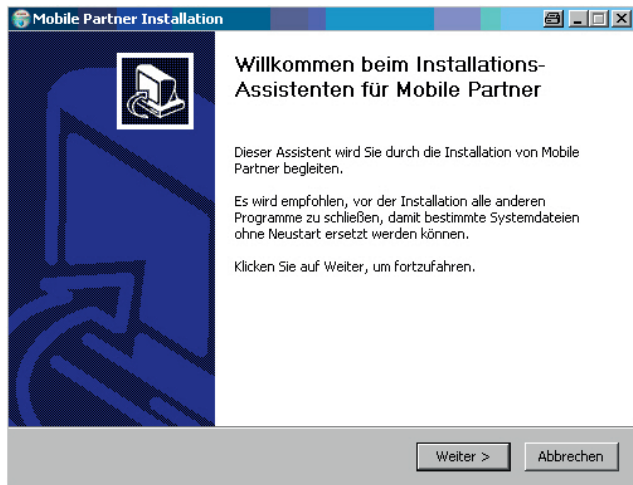 Mobile Partner Installation
Willkommen beim Installations-
Assistenten für Mobile Partner
Dieser Assistent wird Sie durch die Installation von Mobile
Partner begleiten.
Es wird empfohlen, vor der Installation alle anderen
Programme zu schließen, damit bestimmte Systemdateien
ohne Neustart ersetzt werden können.
Klicken Sie auf Weiter, um fortzufahren.
Weiter >
Abbrechen